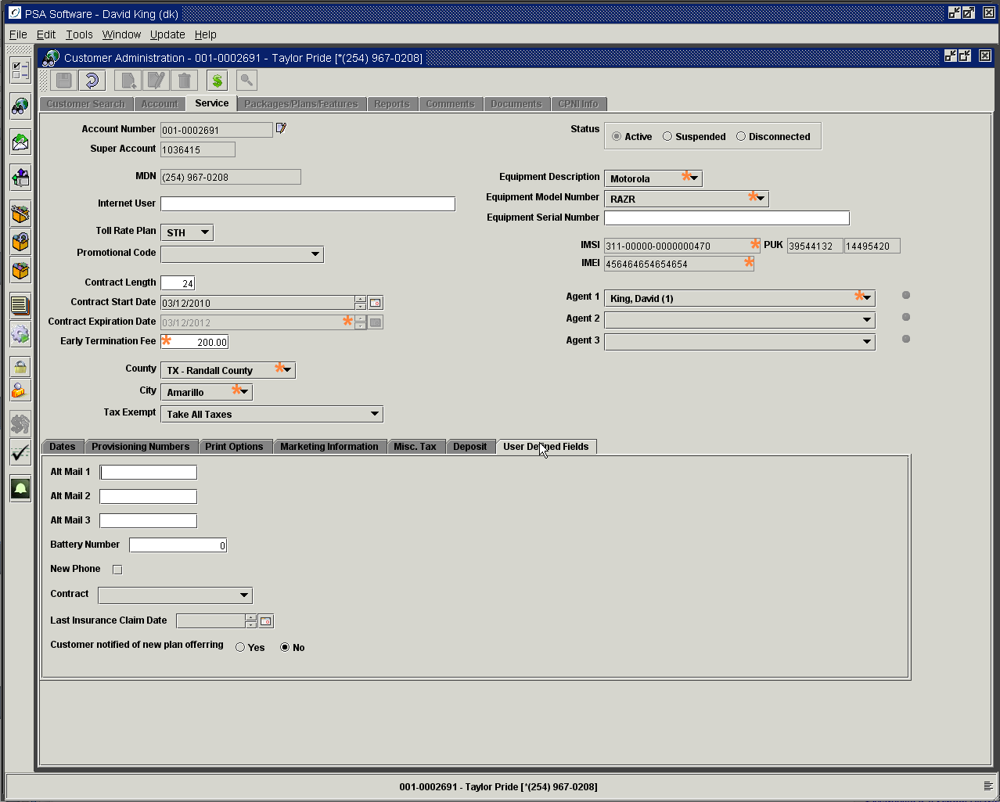 PSA Software - David King (dk)
File Edit Tools Window Update Help
Customer Administration - 001-0002691 - Taylor Pride [*(254) 967-0208]
Customer Search Account Service Packages/Plans/Features Reports Comments Documents CPNI Info
Account Number 001-0002691
Super Account 1036415
MDN (254) 967-0208
Internet User
Toll Rate Plan STH
Promotional Code
Contract Length 24
Contract Start Date 03/12/2010
Contract Expiration Date 03/12/2012
Early Termination Fee 200.00
County TX - Randall County
City Amarillo
Tax Exempt Take All Taxes
Status Active Suspended Disconnected
Equipment Description Motorola
Equipment Model Number RAZR
Equipment Serial Number
IMSI 311-00000-0000000470 PUK 39544132 14495420
IMEI 456464654654654
Agent 1 King, David (1)
Agent 2
Agent 3
Dates Provisioning Numbers Print Options Marketing Information Misc. Tax Deposit User Defined Fields
Alt Mail 1
Alt Mail 2
Alt Mail 3
Battery Number 0
New Phone
Contract
Last Insurance Claim Date
Customer notified of new plan offerring Yes No
001-0002691 - Taylor Pride [*(254) 967-0208]